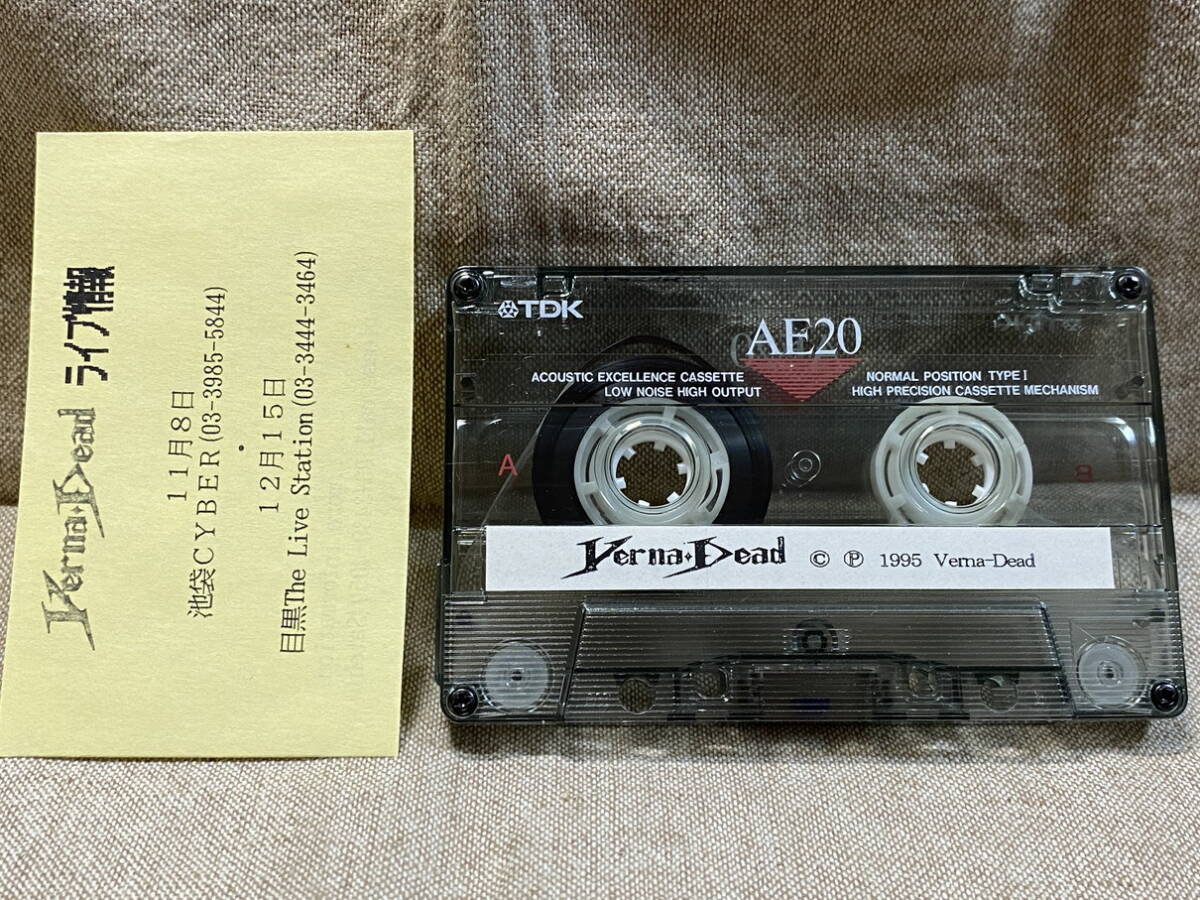 Verna・Dead ライブ情報
11月8日
池袋CYBER(03-3985-5844)
・
12月15日
目黒The Live Station(03-3444-3464)
TDK
AE20
ACOUSTIC EXCELLENCE CASSETTE
LOW NOISE HIGH OUTPUT
NORMAL POSITION TYPE I
HIGH PRECISION CASSETTE MECHANISM
A
B
Verna・Dead © ℗ 1995 Verna-Dead